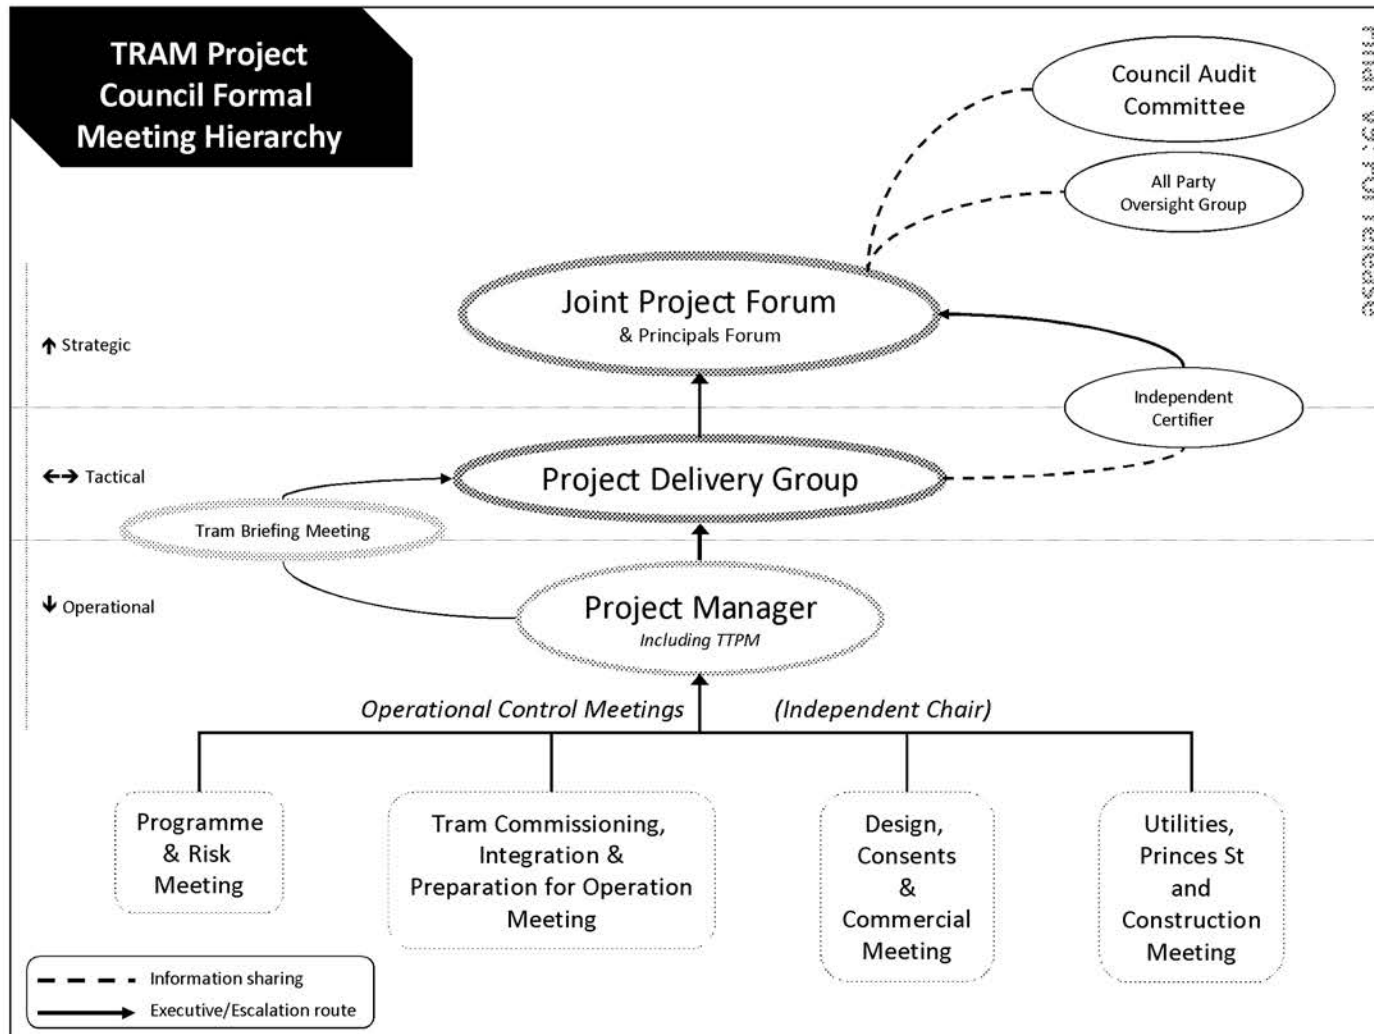 TRAM Project
Council Formal
Meeting Hierarchy
Council Audit
Committee
All Party
Oversight Group
Joint Project Forum
& Principals Forum
↑ Strategic
Independent
Certifier
←→ Tactical
Project Delivery Group
Tram Briefing Meeting
↓ Operational
Project Manager
Including TTPM
Operational Control Meetings (Independent Chair)
Programme
& Risk
Meeting
Tram Commissioning,
Integration &
Preparation for Operation
Meeting
Design,
Consents
&
Commercial
Meeting
Utilities,
Princes St
and
Construction
Meeting
Information sharing
Executive/Escalation route